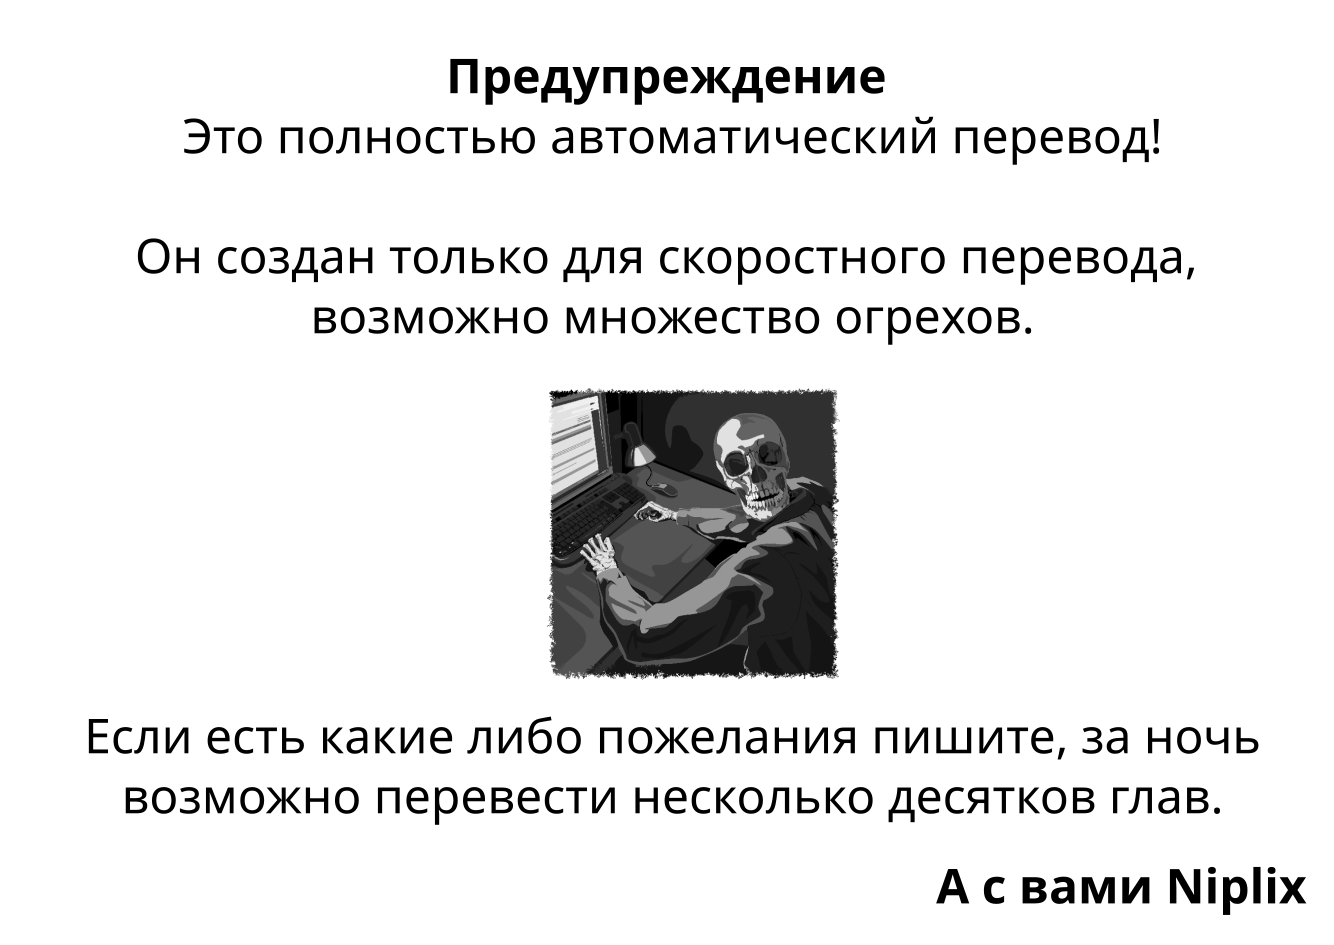 Предупреждение
Это полностью автоматический перевод!
Он создан только для скоростного перевода,
возможно множество огрехов.
Если есть какие либо пожелания пишите, за ночь
возможно перевести несколько десятков глав.
А с вами Niplix